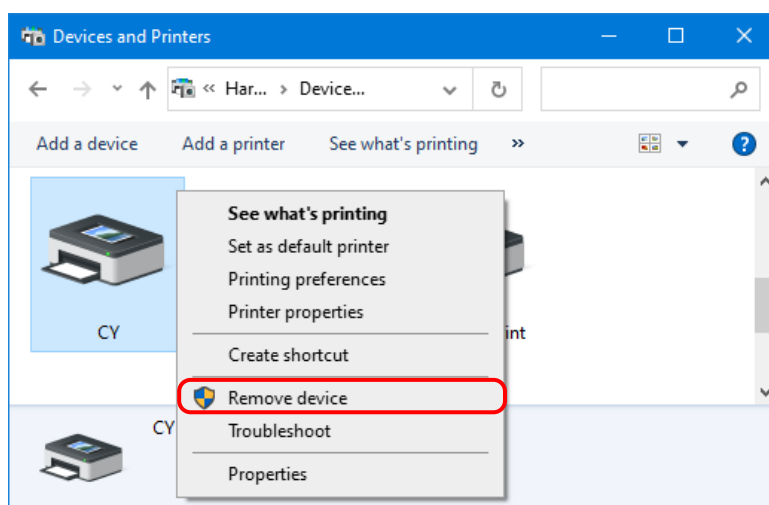 Devices and Printers
« Har... > Device...
Add a device Add a printer See what's printing »
See what's printing
Set as default printer
Printing preferences
Printer properties
CY
int
Create shortcut
Remove device
CY
Troubleshoot
Properties